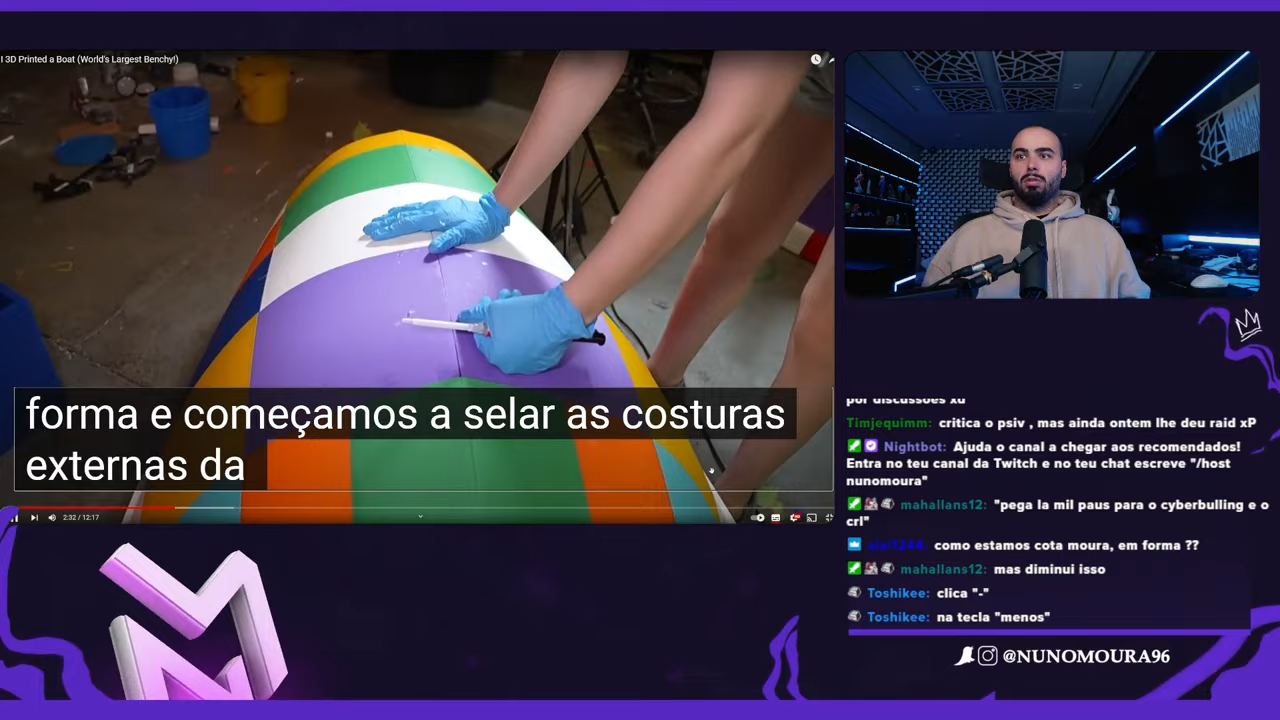 I 3D Printed a Boat (World's Largest Benchy!)
forma e começamos a selar as costuras
externas da
2:32 / 12:17
por discussões xd
Timjequimm: critica o psiv , mas ainda ontem lhe deu raid xP
Nightbot: Ajuda o canal a chegar aos recomendados!
Entra no teu canal da Twitch e no teu chat escreve "/host
nunomoura"
mahallans12: "pega la mil paus para o cyberbulling e o
crl"
como estamos cota moura, em forma ??
mahallans12: mas diminui isso
Toshikee: clica "-"
Toshikee: na tecla "menos"
@NUNOMOURA96